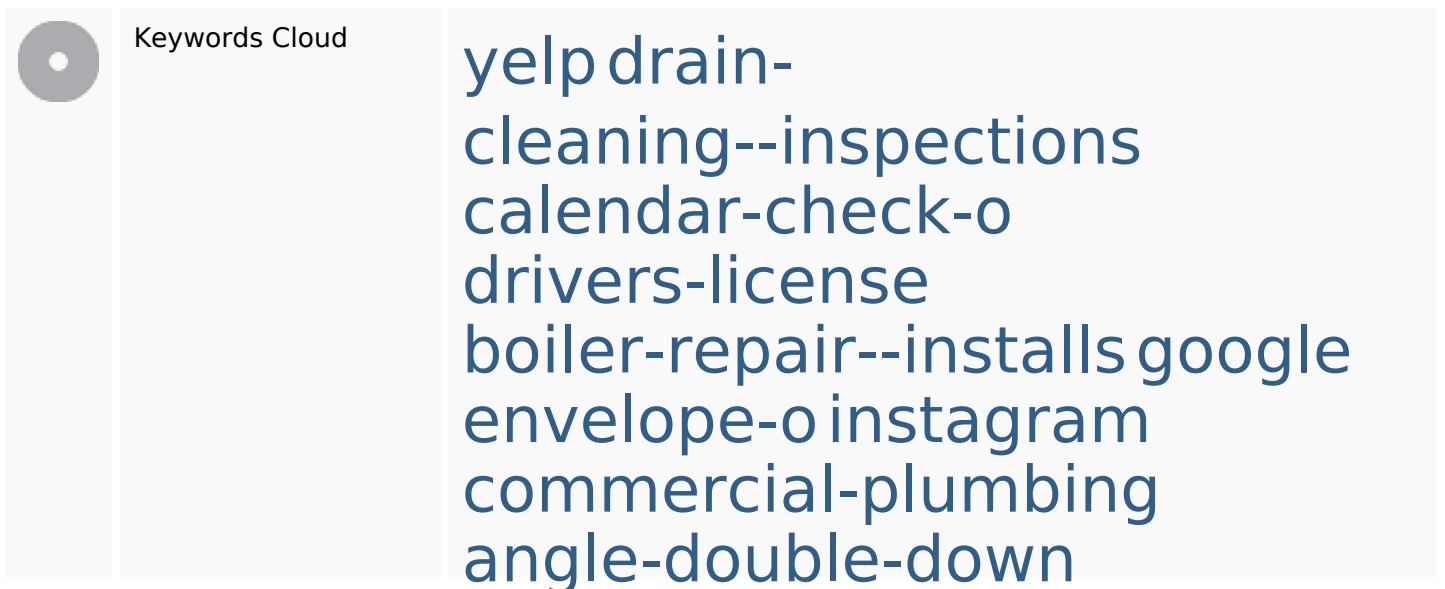 Keywords Cloud
yelp drain-
cleaning--inspections
calendar-check-o
drivers-license
boiler-repair--installs google
envelope-o instagram
commercial-plumbing
angle-double-down